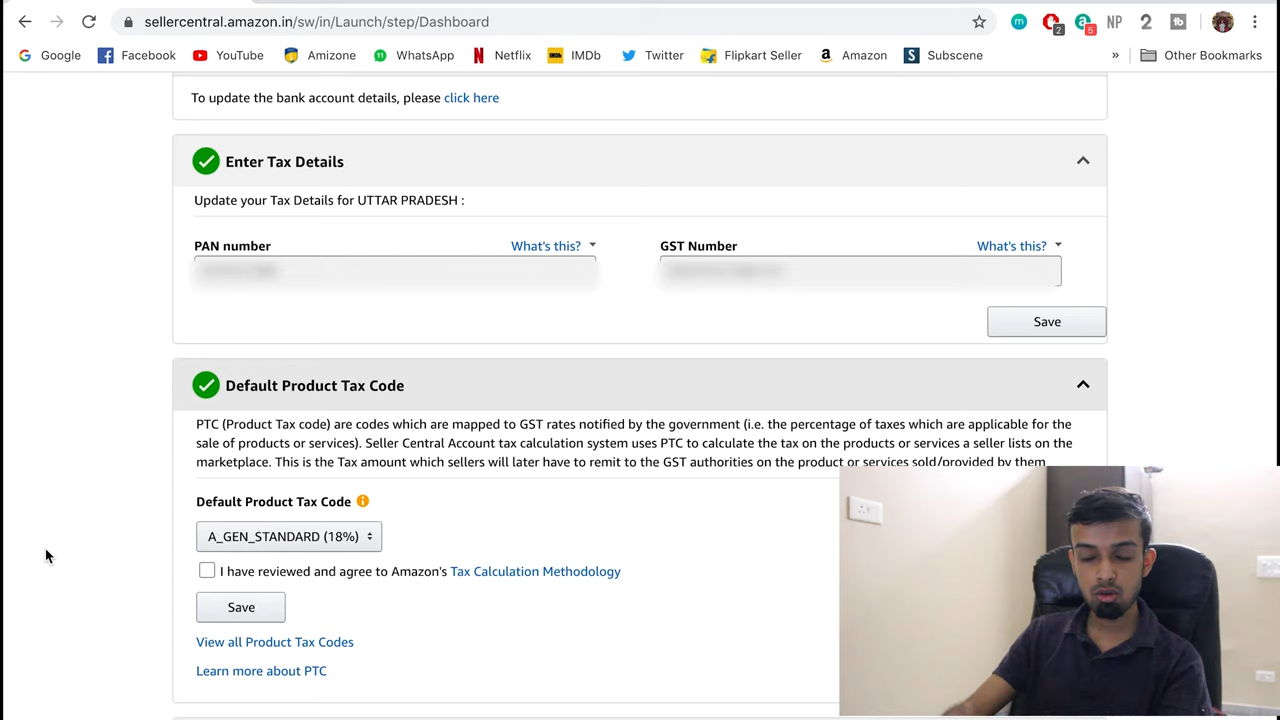 sellercentral.amazon.in/sw/in/Launch/step/Dashboard
m 2 a 5 NP 2 tb
Google Facebook YouTube Amizone WhatsApp Netflix IMDb Twitter Flipkart Seller Amazon Subscene » Other Bookmarks
To update the bank account details, please click here
Enter Tax Details
Update your Tax Details for UTTAR PRADESH :
PAN number What's this? GST Number What's this?
Save
Default Product Tax Code
PTC (Product Tax code) are codes which are mapped to GST rates notified by the government (i.e. the percentage of taxes which are applicable for the
sale of products or services). Seller Central Account tax calculation system uses PTC to calculate the tax on the products or services a seller lists on the
marketplace. This is the Tax amount which sellers will later have to remit to the GST authorities on the product or services sold/provided by them
Default Product Tax Code
A_GEN_STANDARD (18%)
I have reviewed and agree to Amazon's Tax Calculation Methodology
Save
View all Product Tax Codes
Learn more about PTC